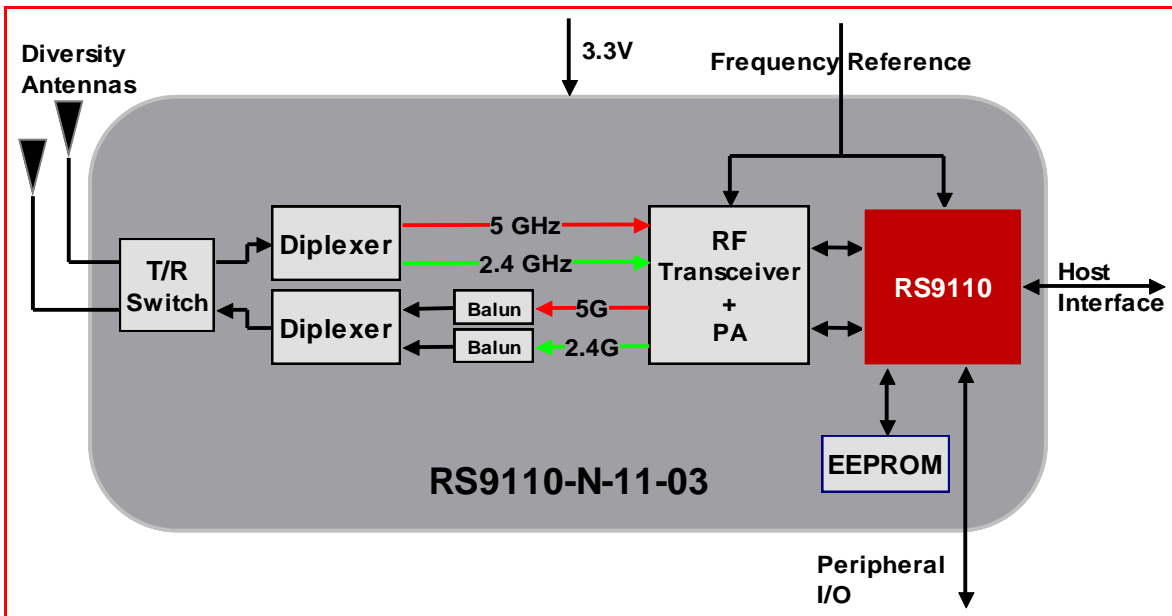 Diversity
Antennas
3.3V
Frequency Reference
T/R
Switch
Diplexer
5 GHz
2.4 GHz
Diplexer
Balun
5G
Balun
2.4G
RF
Transceiver
+
PA
RS9110
Host
Interface
EEPROM
RS9110-N-11-03
Peripheral
I/O